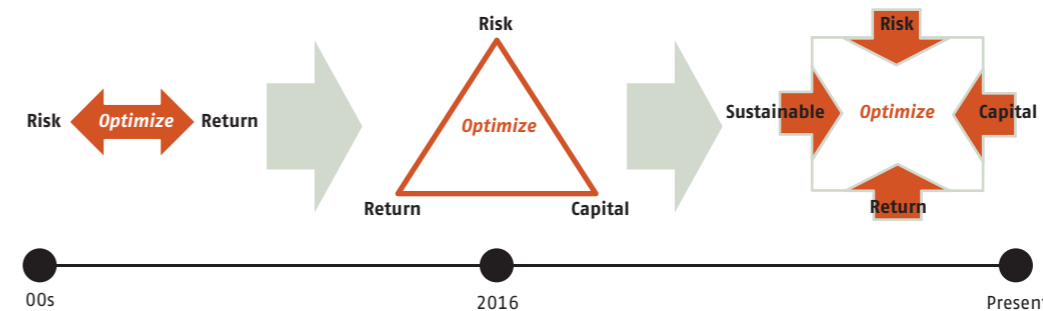 Risk
Optimize
Return
Risk
Optimize
Return
Capital
Risk
Sustainable
Optimize
Capital
Return
00s
2016
Present